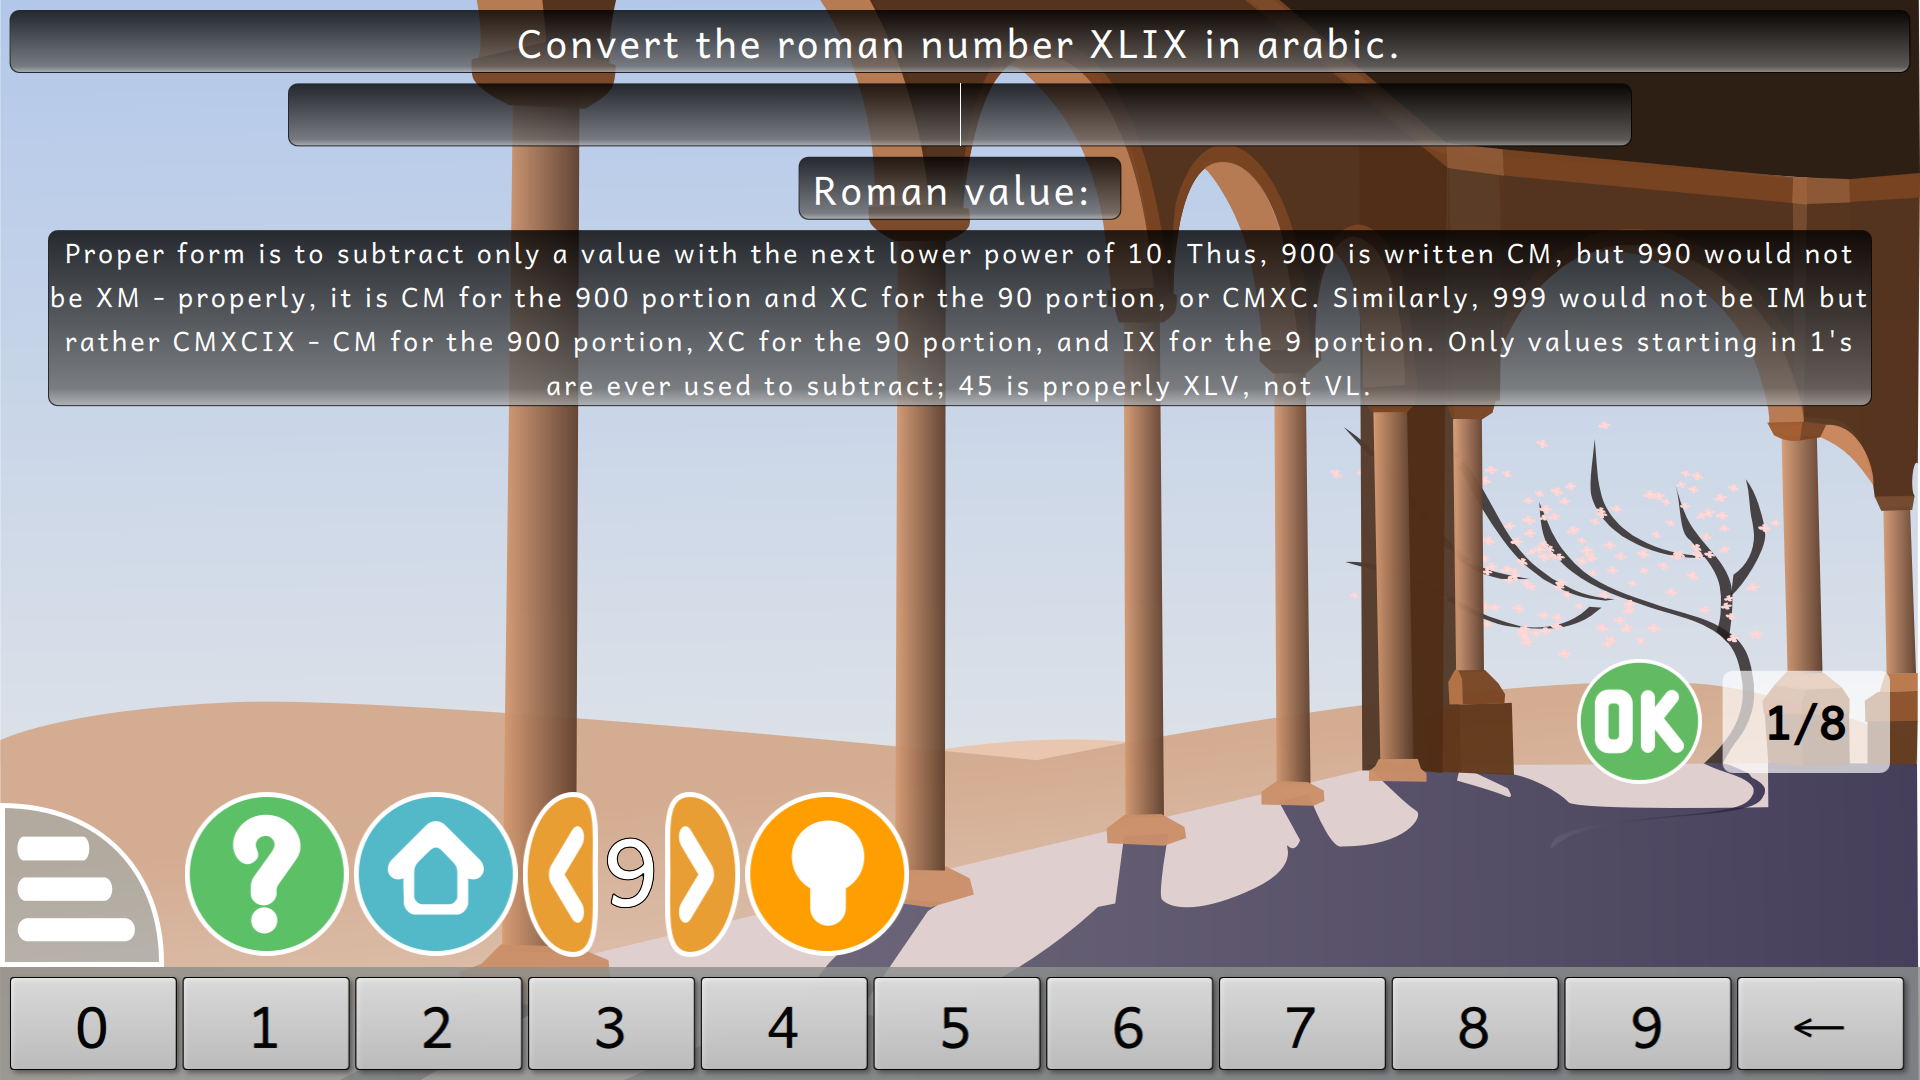 Convert the roman number XLIX in arabic.
Roman value:
Proper form is to subtract only a value with the next lower power of 10. Thus, 900 is written CM, but 990 would not
be XM - properly, it is CM for the 900 portion and XC for the 90 portion, or CMXC. Similarly, 999 would not be IM but
rather CMXCIX - CM for the 900 portion, XC for the 90 portion, and IX for the 9 portion. Only values starting in 1's
are ever used to subtract; 45 is properly XLV, not VL.
OK
1/8
?
9
0 1 2 3 4 5 6 7 8 9 ←